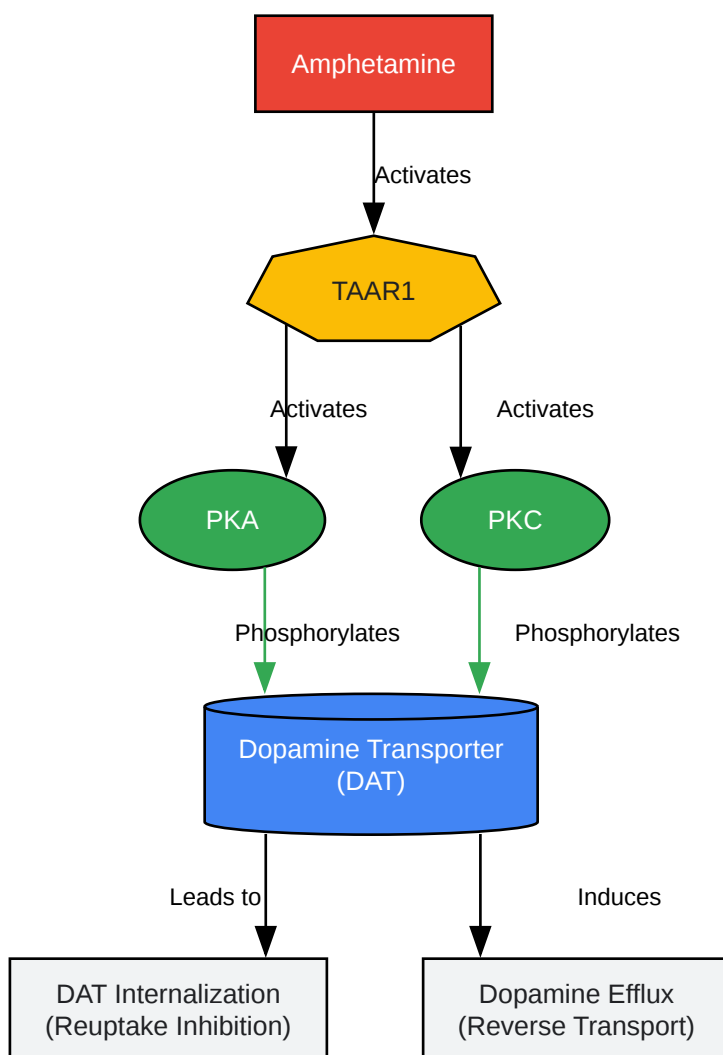 Amphetamine
Activates
TAAR1
Activates
Activates
PKA
PKC
Phosphorylates
Phosphorylates
Dopamine Transporter
(DAT)
Leads to
Induces
DAT Internalization
(Reuptake Inhibition)
Dopamine Efflux
(Reverse Transport)